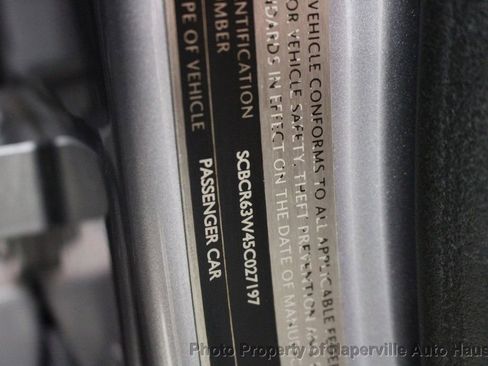 VEHICLE CONFORMS TO ALL APPLICABLE
OR VEHICLE SAFETY, THEFT PREVENTION
DARDS IN EFFECT ON THE DATE OF MANU
NTIFICATION
MBER
SCBCR63W45C027197
PE OF VEHICLE
PASSENGER CAR
Photo Property of Naperville Auto Haus